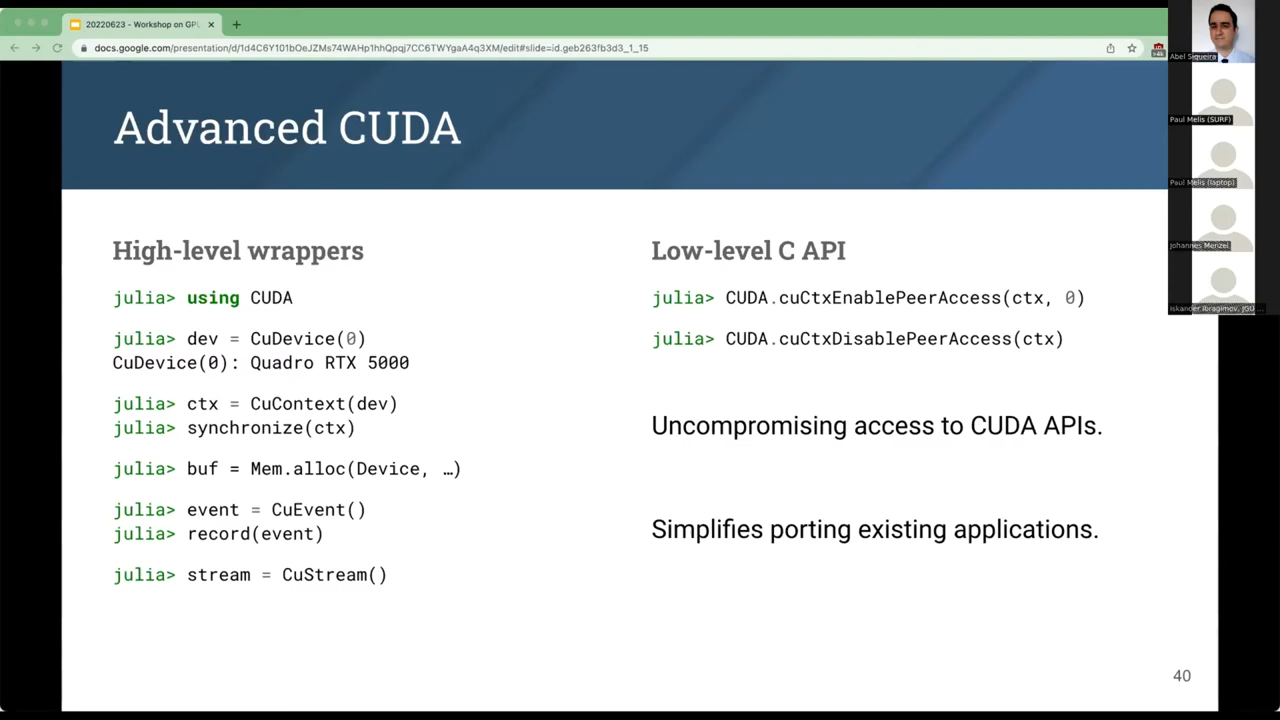 20220623 - Workshop on GPU
docs.google.com/presentation/d/1d4C6Y101bOeJZMs74WAHp1hhQpqj7CC6TWYgaA4q3XM/edit#slide=id.geb263fb3d3_1_15
Abel Siqueira
Paul Melis (SURF)
Paul Melis (laptop)
Johannes Menzel
Iskander Ibragimov, JGU ...
Advanced CUDA
High-level wrappers
julia> using CUDA
julia> dev = CuDevice(0)
CuDevice(0): Quadro RTX 5000
julia> ctx = CuContext(dev)
julia> synchronize(ctx)
julia> buf = Mem.alloc(Device, …)
julia> event = CuEvent()
julia> record(event)
julia> stream = CuStream()
Low-level C API
julia> CUDA.cuCtxEnablePeerAccess(ctx, 0)
julia> CUDA.cuCtxDisablePeerAccess(ctx)
Uncompromising access to CUDA APIs.
Simplifies porting existing applications.
40